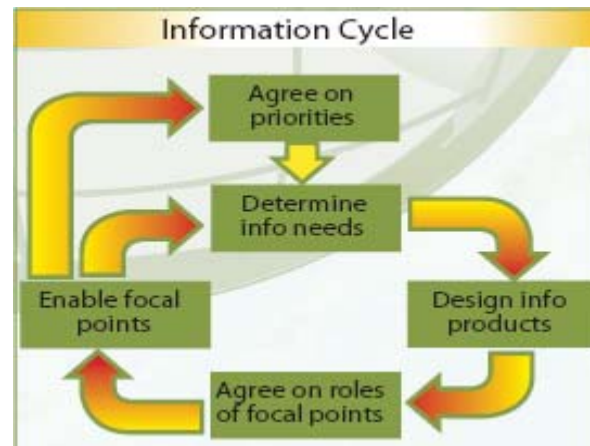 Information Cycle
Agree on
priorities
Determine
info needs
Enable focal
points
Design info
products
Agree on roles
of focal points